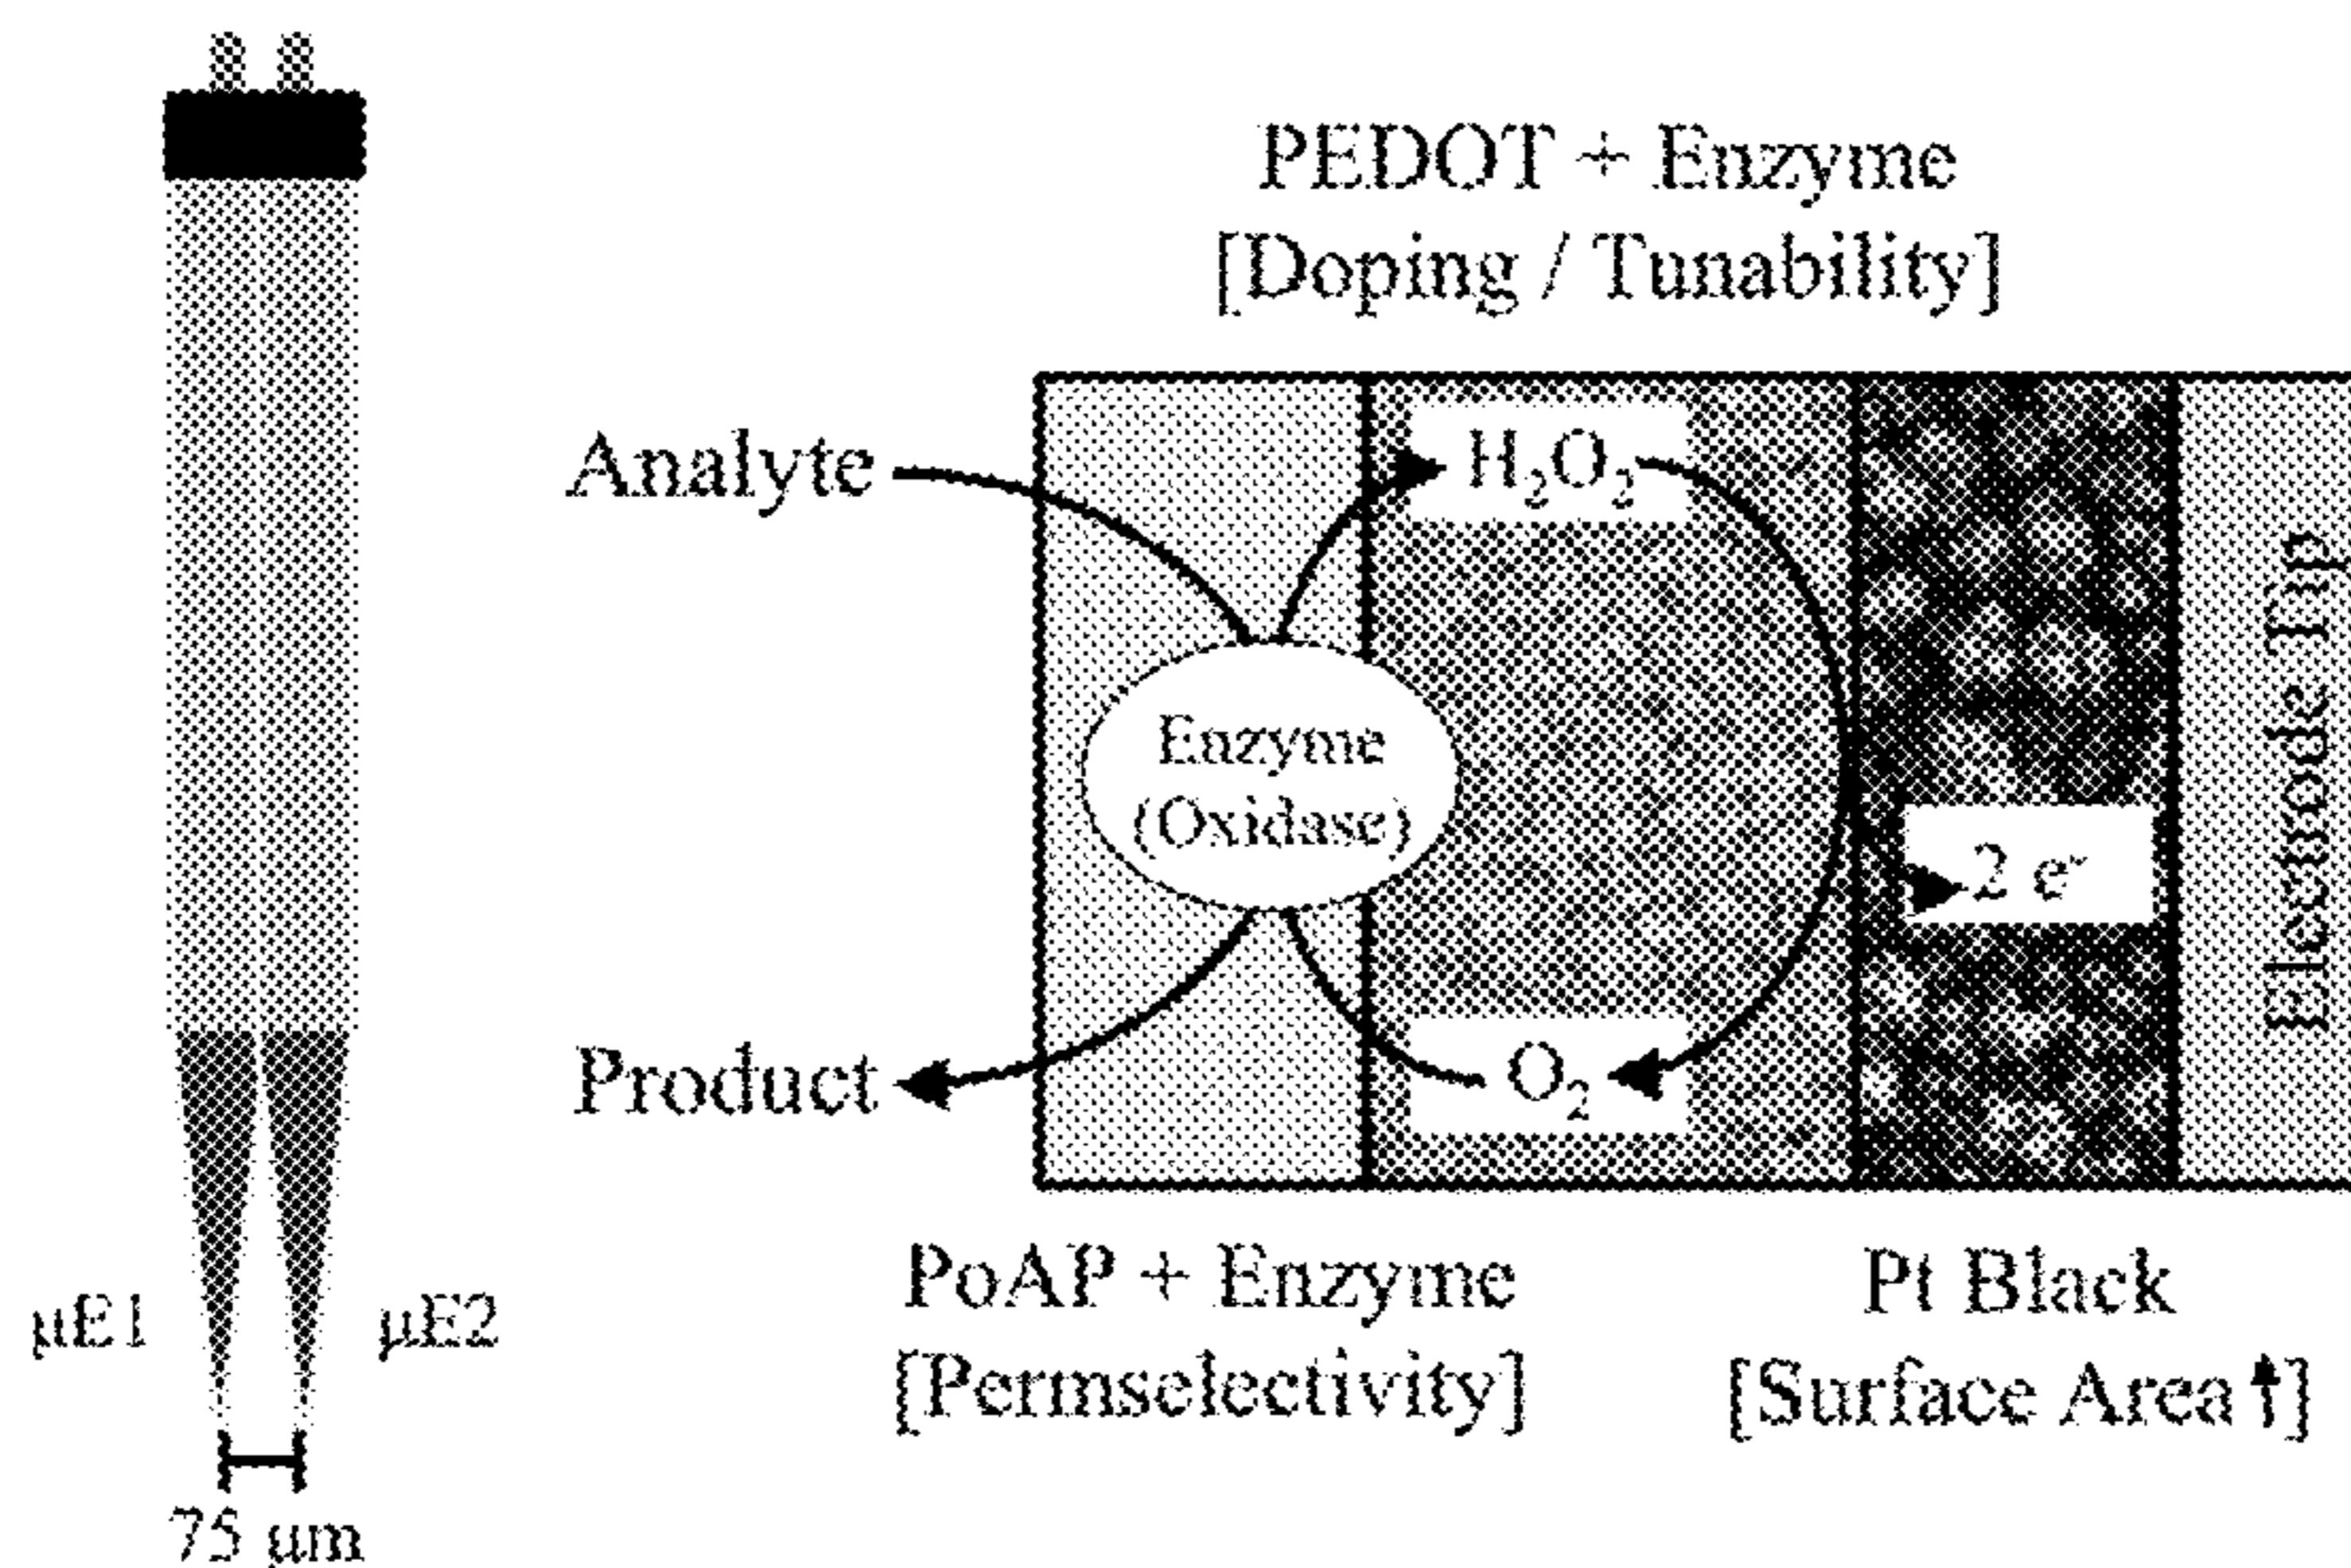 PEDOT + Enzyme
[Doping / Tunability]
Analyte
H₂O₂
Enzyme
(Oxidase)
2 e⁻
Electrode Tip
Product
O₂
PoAP + Enzyme
[Permselectivity]
Pt Black
[Surface Area ↑]
μE1
μE2
75 μm